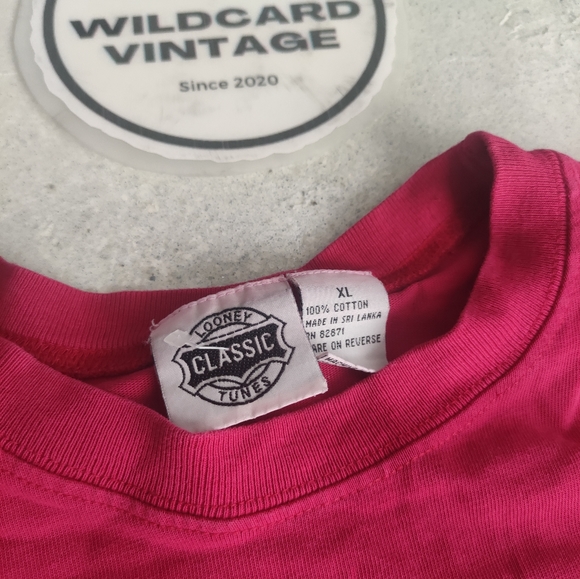 WILDCARD
VINTAGE
Since 2020
LOONEY
CLASSIC
TUNES
XL
100% COTTON
MADE IN SRI LANKA
RN 82871
ARE ON REVERSE